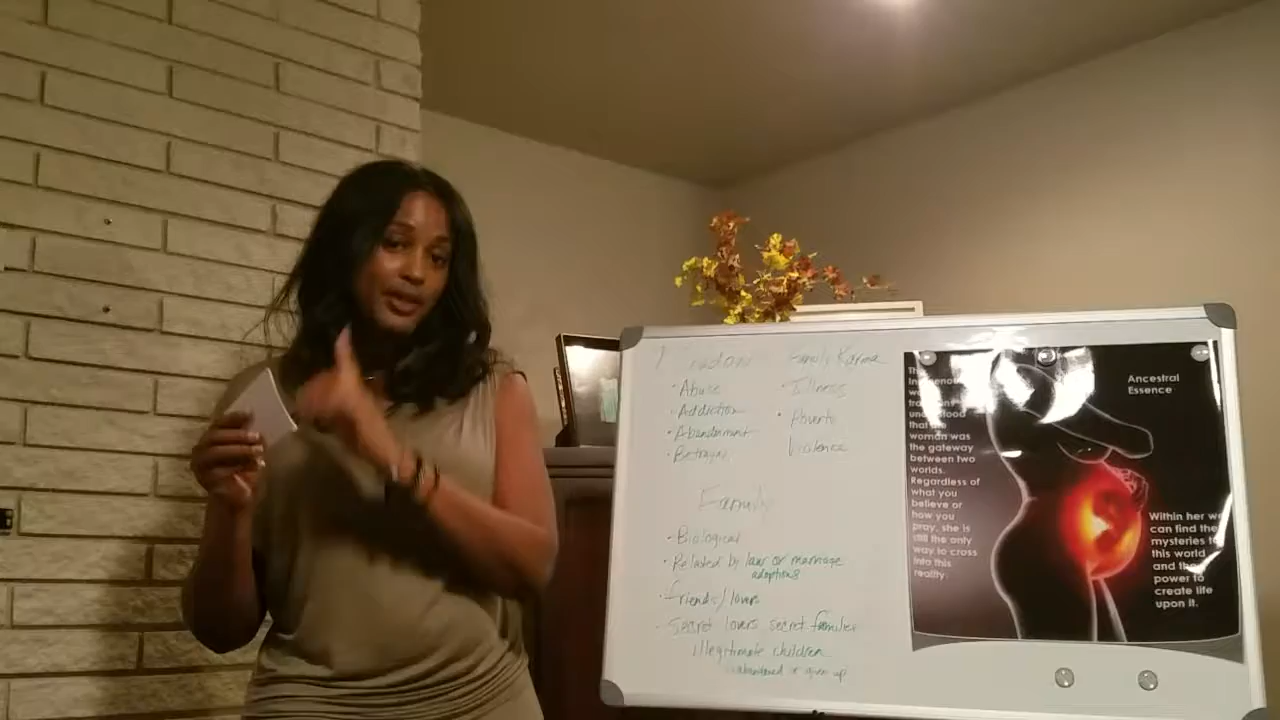 Family Karma
• Abuse
Illness
• Addiction
• Poverty
• Abandonment
Violence
• Betrayal
Family
• Biological
• Related by law or marriage
adoptions
• friends/lovers
• Secret lovers secret families
illegitimate children
abandoned or given up
Ancestral
Essence
understood
that the
woman was
the gateway
between two
worlds.
Regardless of
what you
believe or
how you
pray, she is
still the only
way to cross
into this
reality.
Within her we
can find the
mysteries
this world
and the
power to
create life
upon it.